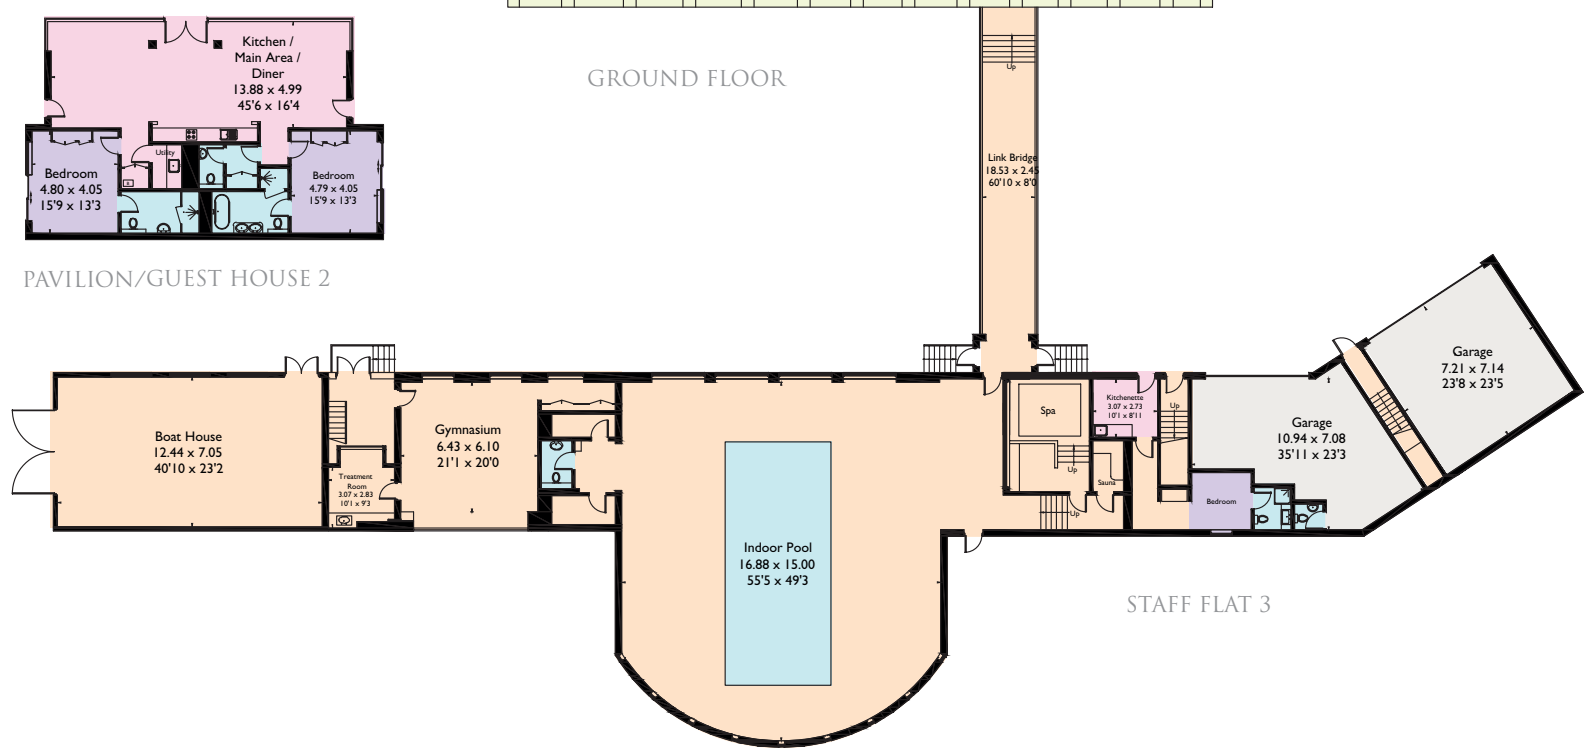 Kitchen /
Main Area /
Diner
13.88 x 4.99
45'6 x 16'4
Utility
Bedroom
4.80 x 4.05
15'9 x 13'3
Bedroom
4.79 x 4.05
15'9 x 13'3
PAVILION/GUEST HOUSE 2
GROUND FLOOR
Up
Link Bridge
18.53 x 2.45
60'10 x 8'0
Boat House
12.44 x 7.05
40'10 x 23'2
Treatment
Room
3.07 x 2.83
10'1 x 9'3
Gymnasium
6.43 x 6.10
21'1 x 20'0
Indoor Pool
16.88 x 15.00
55'5 x 49'3
Spa
Up
Up
Sauna
Kitchenette
3.07 x 2.73
10'1 x 8'11
Up
Bedroom
Garage
10.94 x 7.08
35'11 x 23'3
Garage
7.21 x 7.14
23'8 x 23'5
STAFF FLAT 3